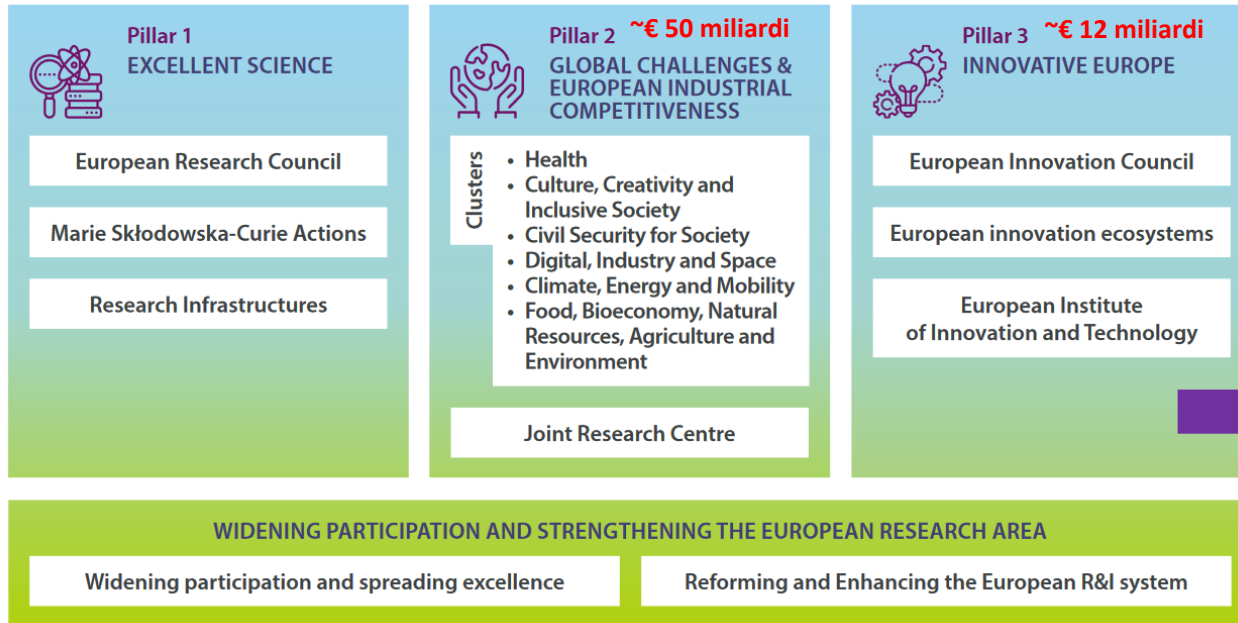 Pillar 1
EXCELLENT SCIENCE
European Research Council
Marie Skłodowska-Curie Actions
Research Infrastructures
Pillar 2 ~€ 50 miliardi
GLOBAL CHALLENGES &
EUROPEAN INDUSTRIAL
COMPETITIVENESS
Clusters
• Health
• Culture, Creativity and
Inclusive Society
• Civil Security for Society
• Digital, Industry and Space
• Climate, Energy and Mobility
• Food, Bioeconomy, Natural
Resources, Agriculture and
Environment
Joint Research Centre
Pillar 3 ~€ 12 miliardi
INNOVATIVE EUROPE
European Innovation Council
European innovation ecosystems
European Institute
of Innovation and Technology
WIDENING PARTICIPATION AND STRENGTHENING THE EUROPEAN RESEARCH AREA
Widening participation and spreading excellence
Reforming and Enhancing the European R&I system